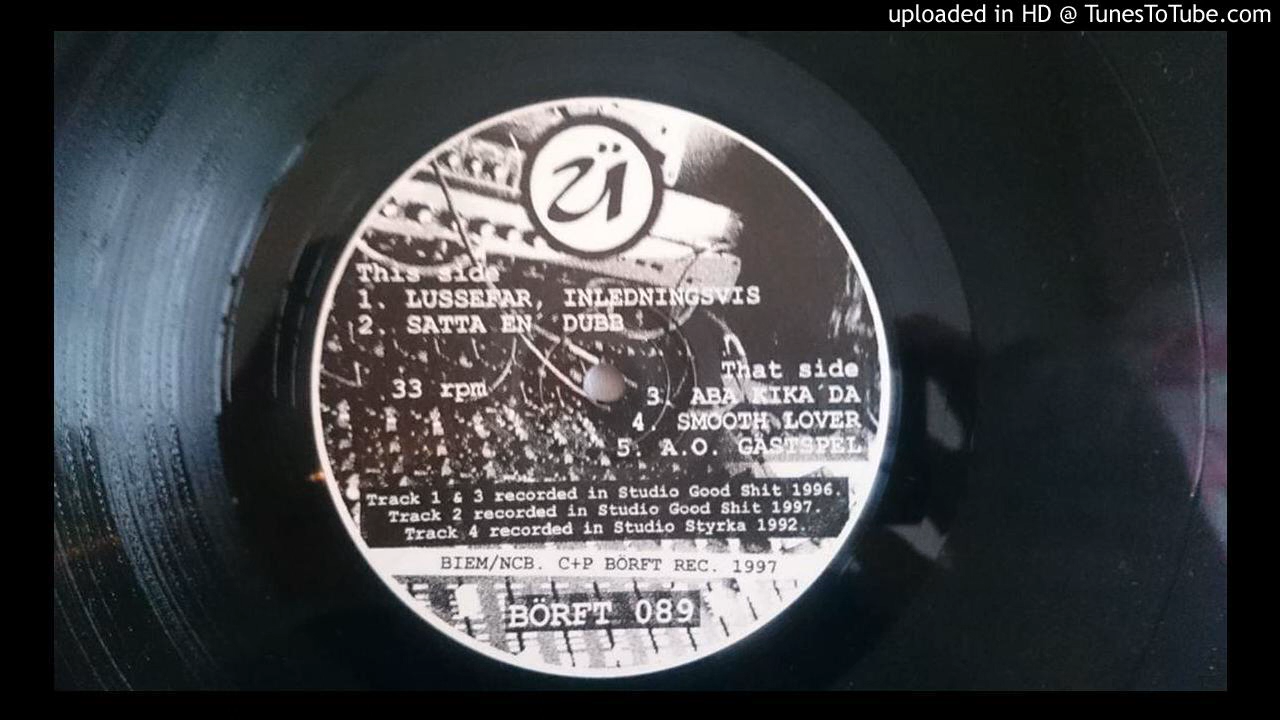 uploaded in HD @ TunesToTube.com
Ü
This side
1. LUSSEFAR, INLEDNINGSVIS
2. SATTA EN´ DUBB
33 rpm
That side
3. ABA KIKA´DA
4. SMOOTH LOVER
5. A.O. GÄSTSPEL
Track 1 & 3 recorded in Studio Good Shit 1996.
Track 2 recorded in Studio Good Shit 1997.
Track 4 recorded in Studio Styrka 1992.
BIEM/NCB. C+P BÖRFT REC. 1997
BÖRFT 089